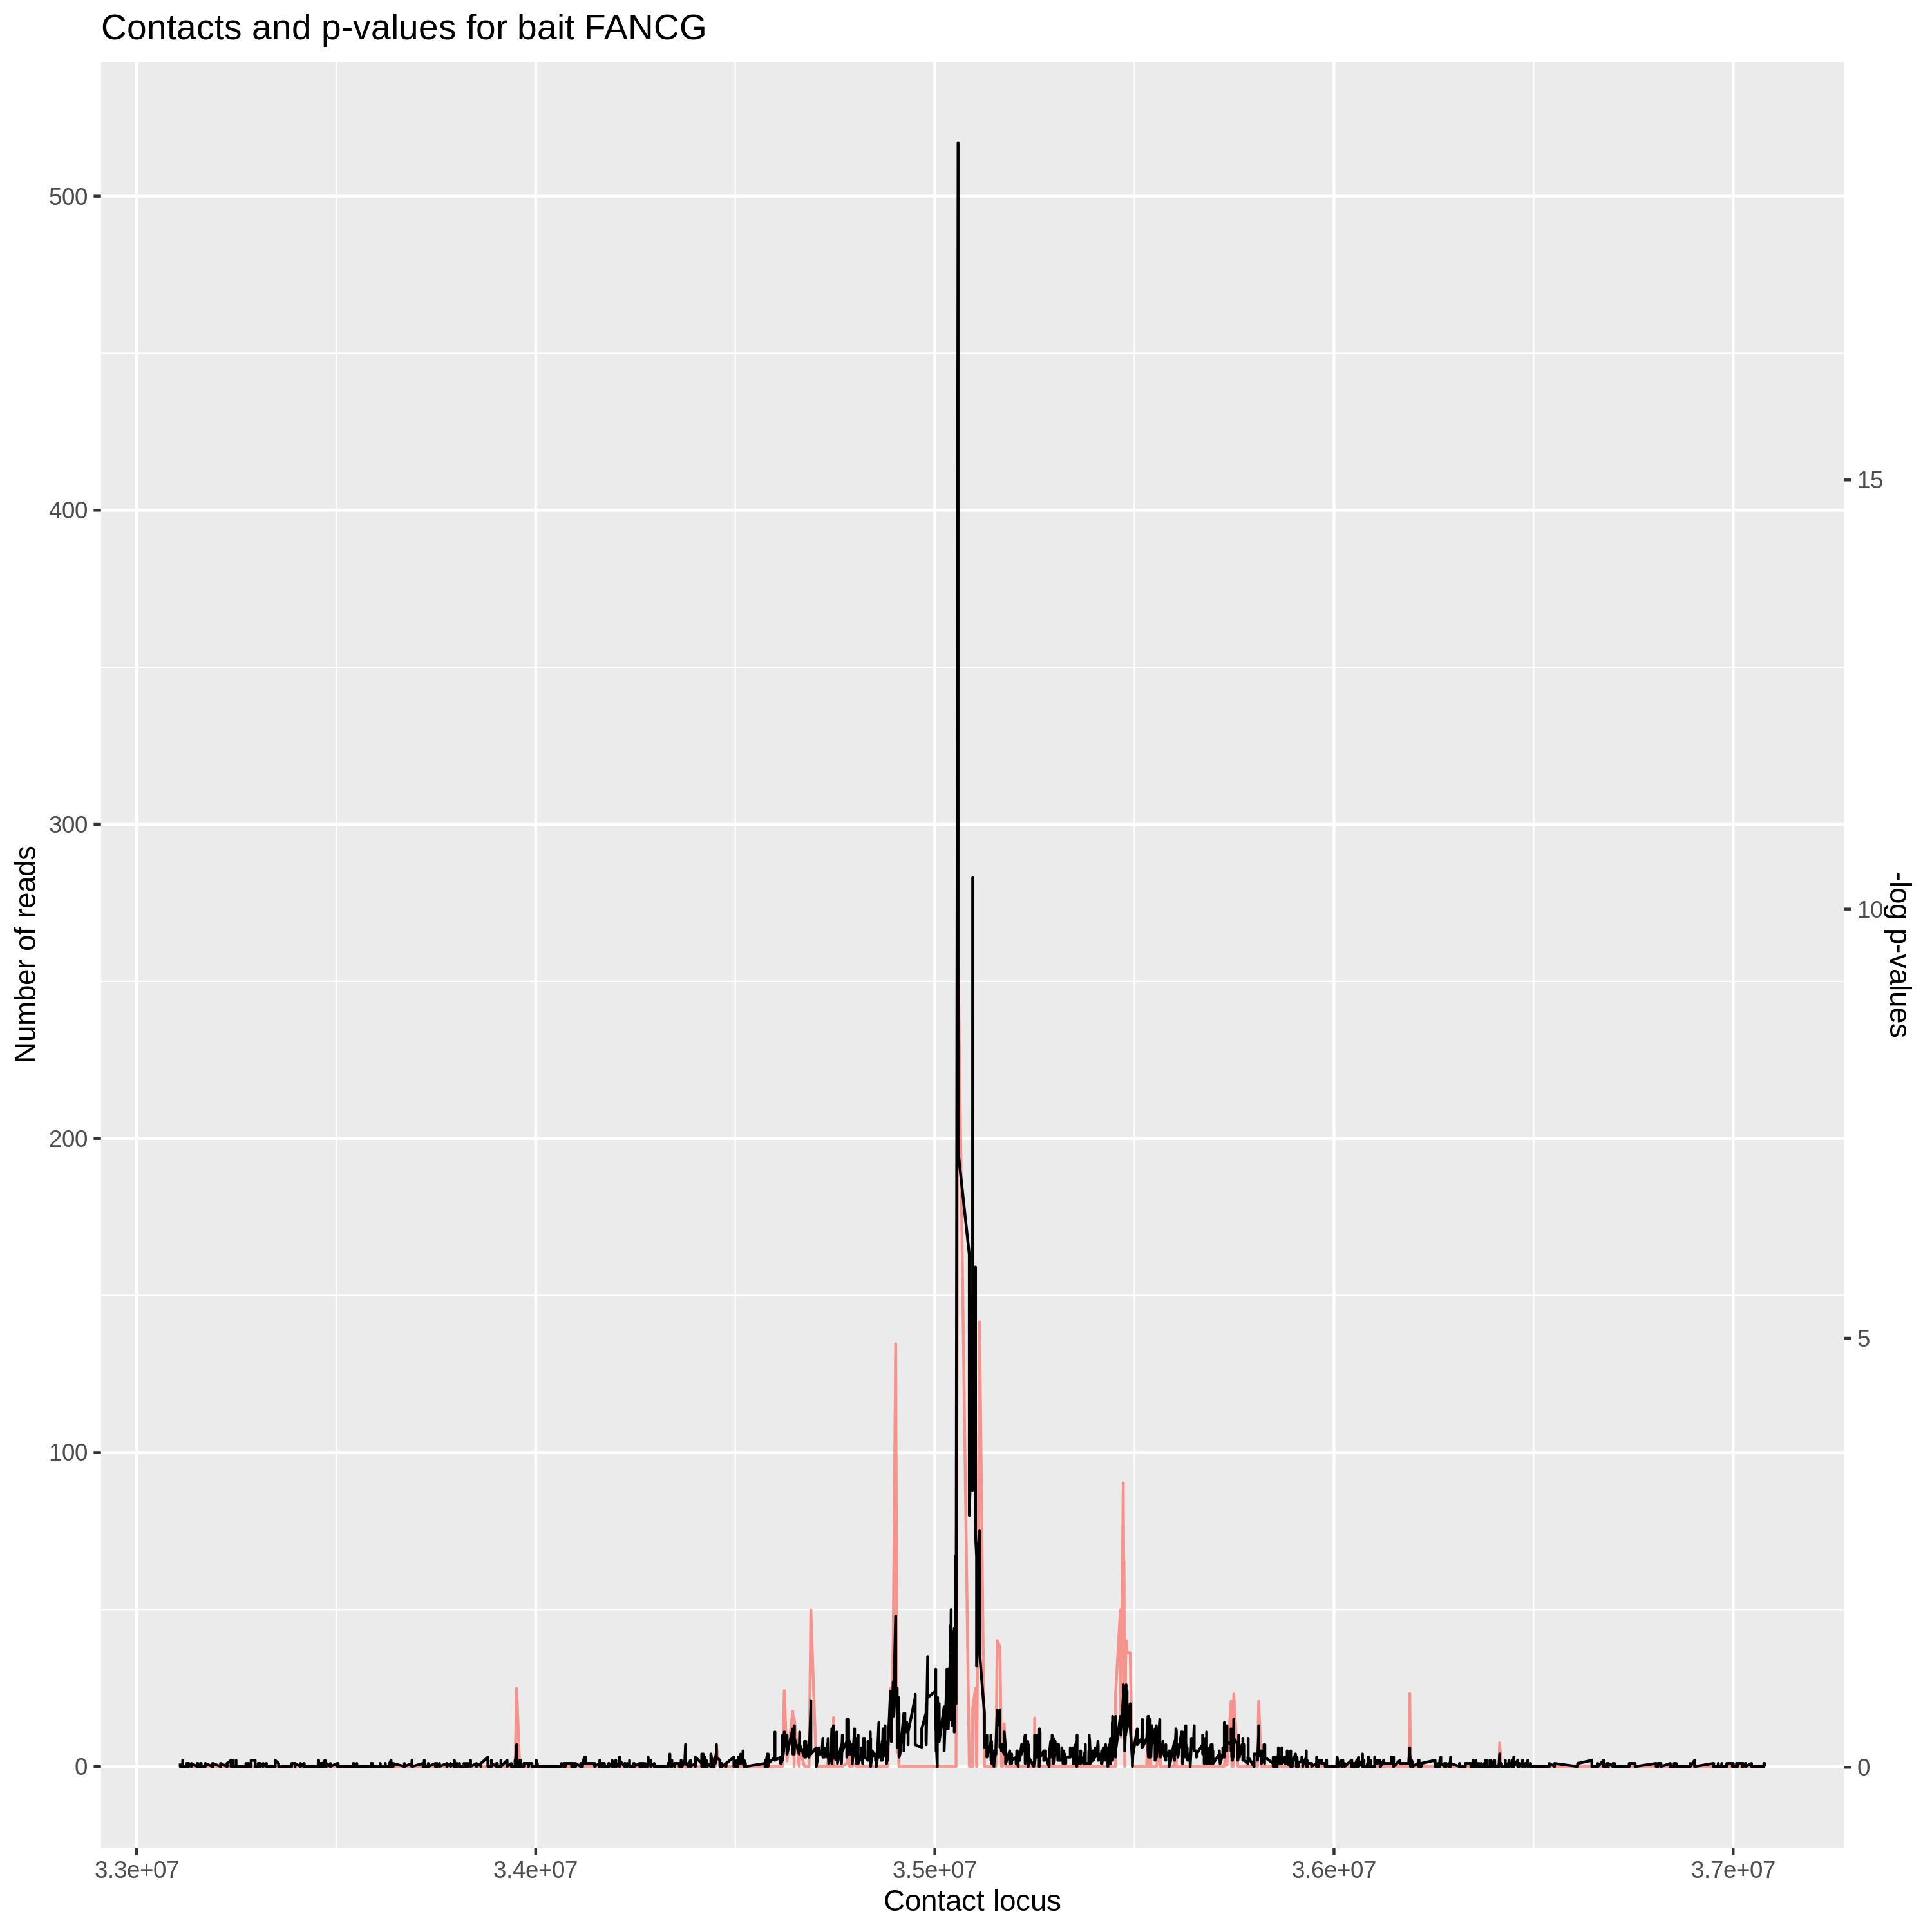 Contacts and p-values for bait FANCG
500
400
300
200
100
0
Number of reads
15
10
5
0
-log p-values
3.3e+07
3.4e+07
3.5e+07
3.6e+07
3.7e+07
Contact locus